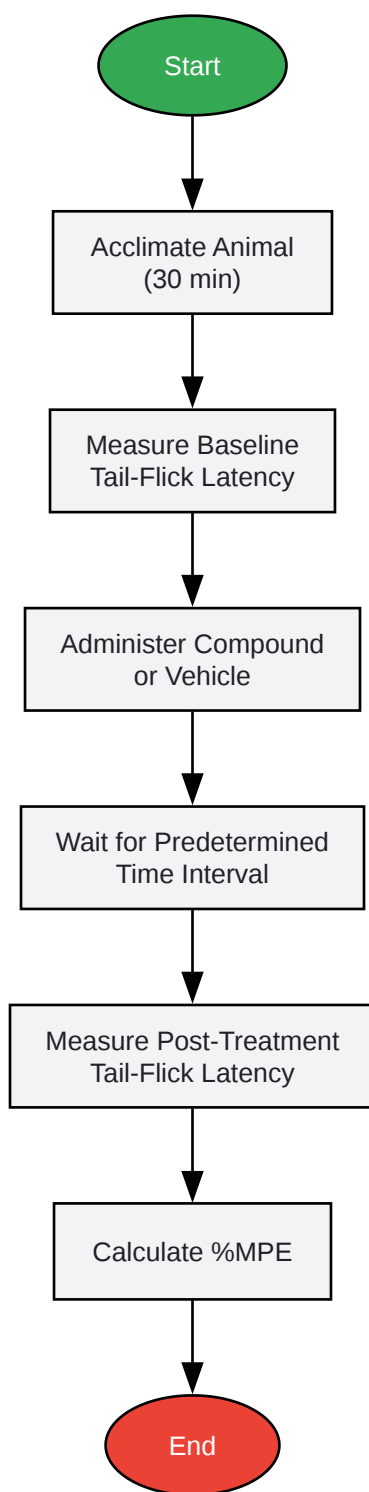 Start
Acclimate Animal
(30 min)
Measure Baseline
Tail-Flick Latency
Administer Compound
or Vehicle
Wait for Predetermined
Time Interval
Measure Post-Treatment
Tail-Flick Latency
Calculate %MPE
End